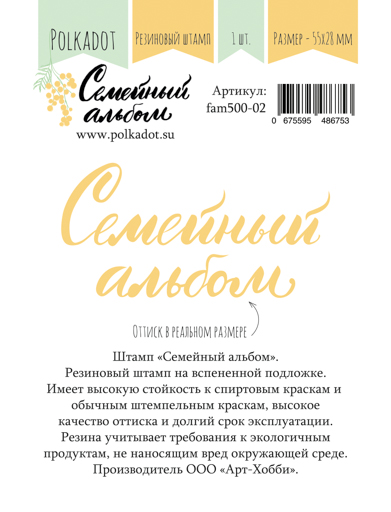 POLKADOT
РЕЗИНОВЫЙ ШТАМП
1 ШТ.
РАЗМЕР - 55X28 ММ
Семейный
альбом
www.polkadot.su
Артикул:
fam500-02
0 675595 486753
Семейный
альбом
ОТТИСК В РЕАЛЬНОМ РАЗМЕРЕ
Штамп «Семейный альбом».
Резиновый штамп на вспененной подложке.
Имеет высокую стойкость к спиртовым краскам и
обычным штемпельным краскам, высокое
качество оттиска и долгий срок эксплуатации.
Резина учитывает требования к экологичным
продуктам, не наносящим вред окружающей среде.
Производитель ООО «Арт-Хобби».